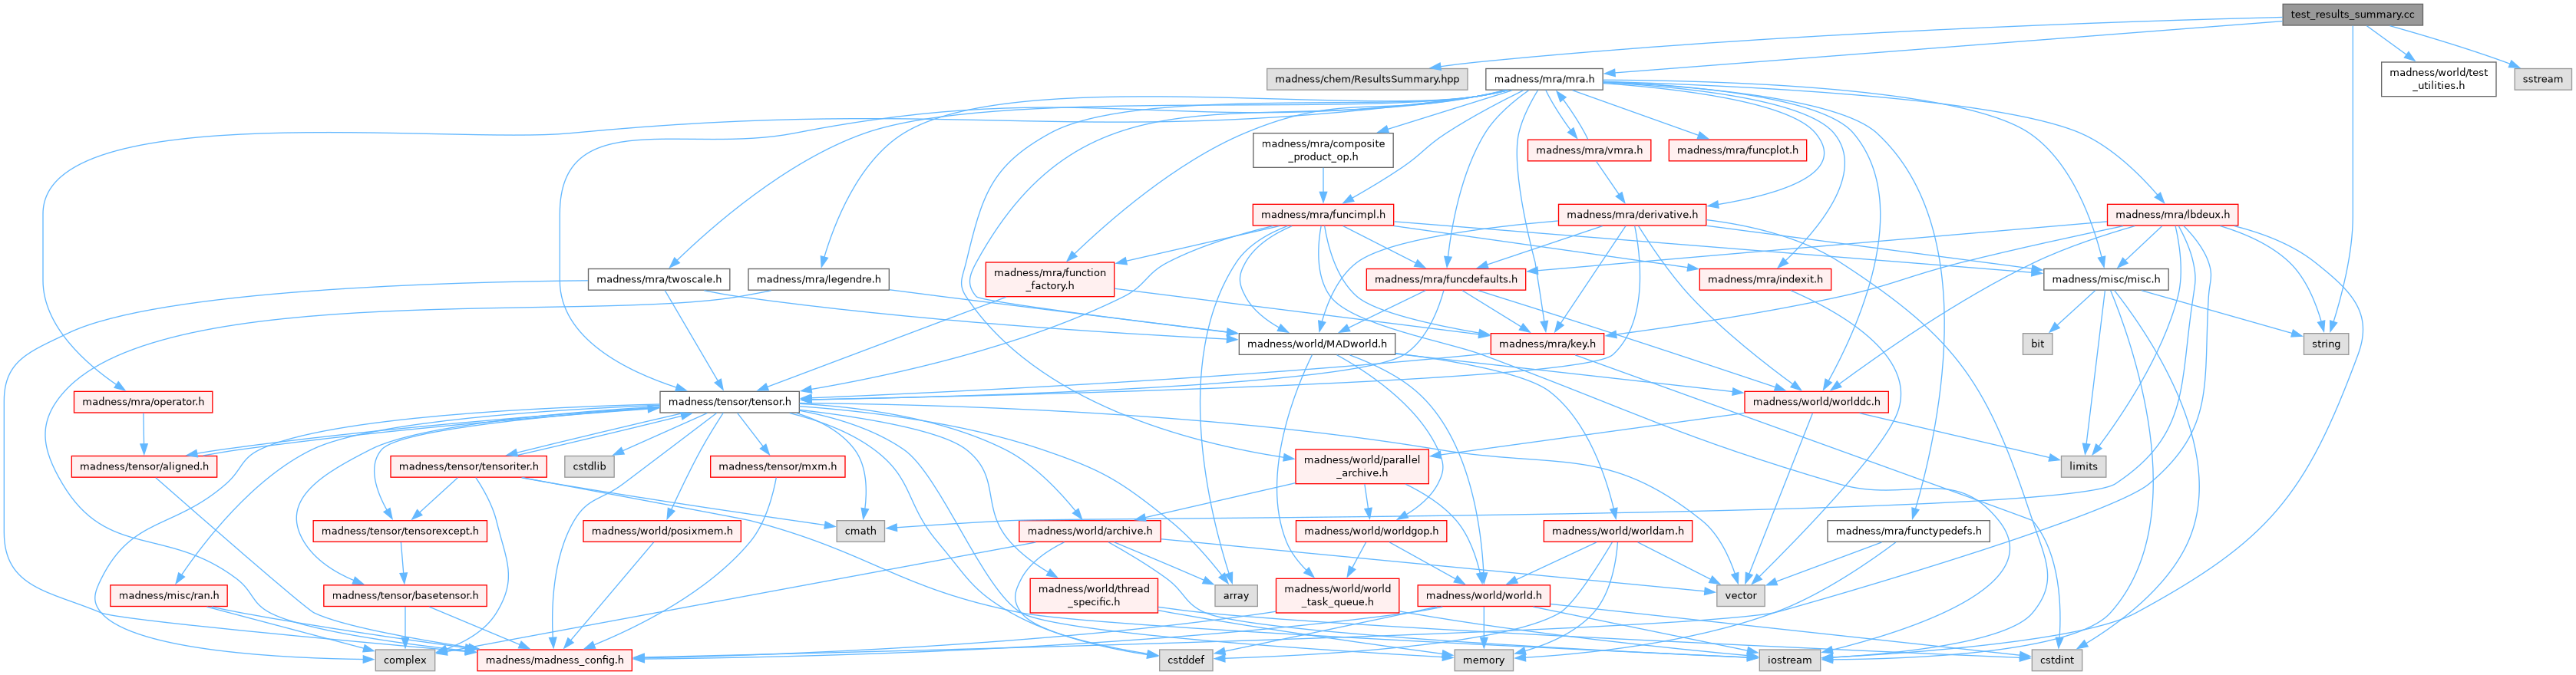 test_results_summary.cc
madness/chem/ResultsSummary.hpp
madness/mra/mra.h
madness/world/test
_utilities.h
sstream
madness/mra/composite
_product_op.h
madness/mra/vmra.h
madness/mra/funcplot.h
madness/mra/funcimpl.h
madness/mra/derivative.h
madness/mra/lbdeux.h
madness/mra/twoscale.h
madness/mra/legendre.h
madness/mra/function
_factory.h
madness/mra/funcdefaults.h
madness/mra/indexit.h
madness/misc/misc.h
madness/world/MADworld.h
madness/mra/key.h
bit
string
madness/mra/operator.h
madness/tensor/tensor.h
madness/world/worlddc.h
madness/tensor/aligned.h
madness/tensor/tensoriter.h
cstdlib
madness/tensor/mxm.h
madness/world/parallel
_archive.h
limits
madness/tensor/tensorexcept.h
madness/world/posixmem.h
cmath
madness/world/archive.h
madness/world/worldgop.h
madness/world/worldam.h
madness/mra/functypedefs.h
madness/misc/ran.h
madness/tensor/basetensor.h
madness/world/thread
_specific.h
array
madness/world/world
_task_queue.h
madness/world/world.h
vector
complex
madness/madness_config.h
cstddef
memory
iostream
cstdint